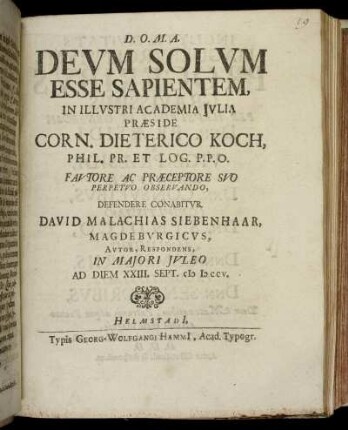 D. O. M. A.
DEVM SOLVM
ESSE SAPIENTEM,
IN ILLVSTRI ACADEMIA JVLIA
PRÆSIDE
CORN. DIETERICO KOCH,
PHIL. PR. ET LOG. P. P. O.
FAVTORE AC PRÆCEPTORE SVO
PERPETVO OBSERVANDO,
DEFENDERE CONABITVR
DAVID MALACHIAS SIEBENHAAR,
MAGDEBVRGICVS,
AVTOR, RESPONDENS,
IN MAJORI JVLEO
AD DIEM XXIII. SEPT. cIɔ Iɔccv.
HELMSTADI,
Typis GEORG-WOLFGANGI HAMMI, Acad. Typogr.